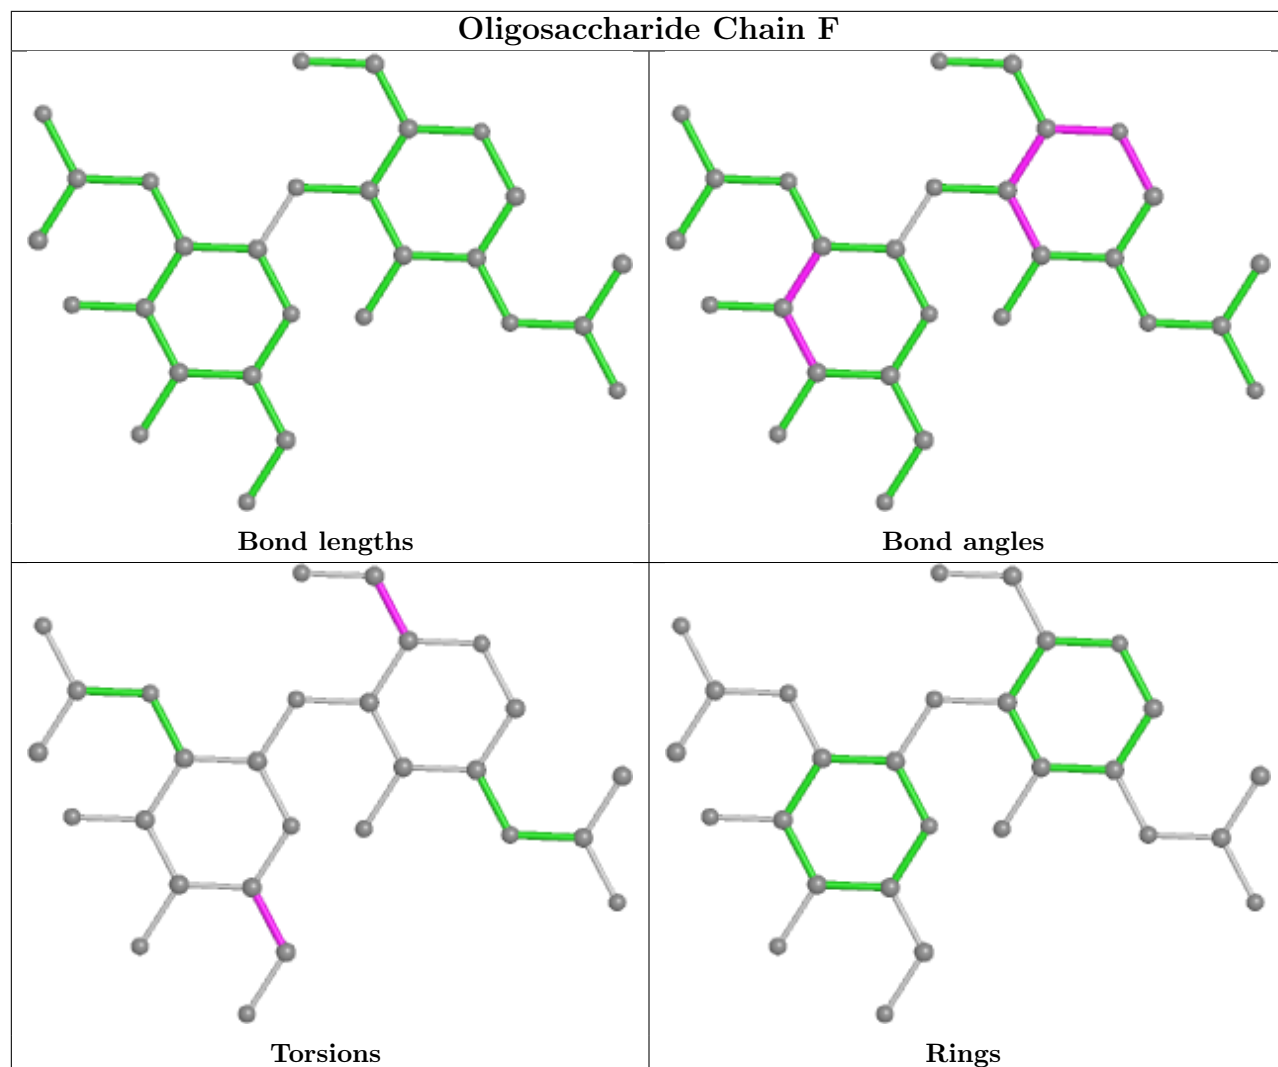 Oligosaccharide Chain F
Bond lengths
Bond angles
Torsions
Rings